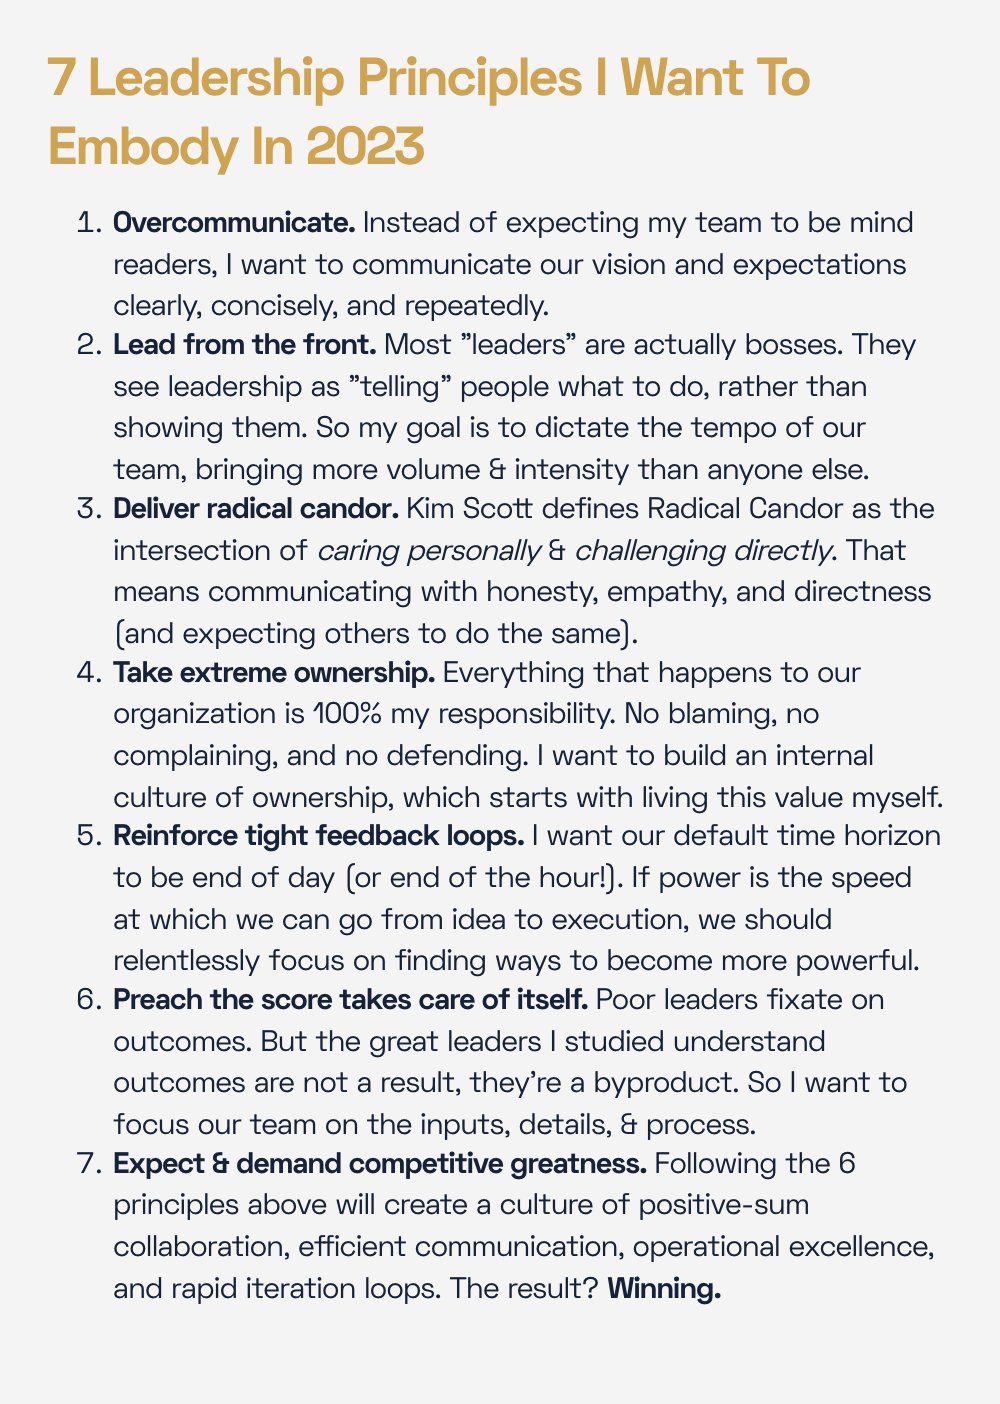 7 Leadership Principles I Want To
Embody In 2023
1. Overcommunicate. Instead of expecting my team to be mind
readers, I want to communicate our vision and expectations
clearly, concisely, and repeatedly.
2. Lead from the front. Most ”leaders” are actually bosses. They
see leadership as ”telling” people what to do, rather than
showing them. So my goal is to dictate the tempo of our
team, bringing more volume & intensity than anyone else.
3. Deliver radical candor. Kim Scott defines Radical Candor as the
intersection of caring personally & challenging directly. That
means communicating with honesty, empathy, and directness
(and expecting others to do the same).
4. Take extreme ownership. Everything that happens to our
organization is 100% my responsibility. No blaming, no
complaining, and no defending. I want to build an internal
culture of ownership, which starts with living this value myself.
5. Reinforce tight feedback loops. I want our default time horizon
to be end of day (or end of the hour!). If power is the speed
at which we can go from idea to execution, we should
relentlessly focus on finding ways to become more powerful.
6. Preach the score takes care of itself. Poor leaders fixate on
outcomes. But the great leaders I studied understand
outcomes are not a result, they’re a byproduct. So I want to
focus our team on the inputs, details, & process.
7. Expect & demand competitive greatness. Following the 6
principles above will create a culture of positive-sum
collaboration, efficient communication, operational excellence,
and rapid iteration loops. The result? Winning.